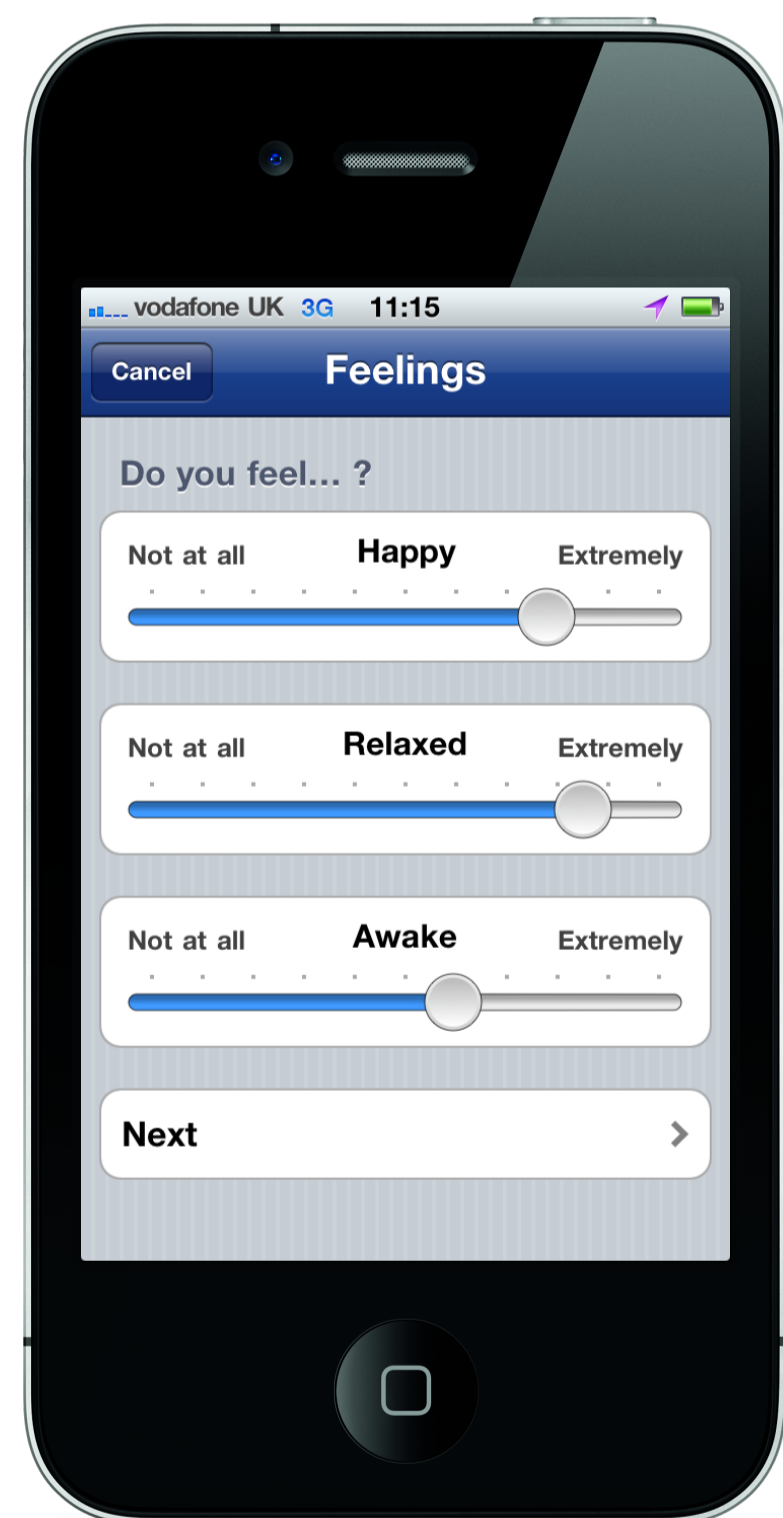 vodafone UK 3G 11:15
Cancel Feelings
Do you feel... ?
Not at all Happy Extremely
Not at all Relaxed Extremely
Not at all Awake Extremely
Next